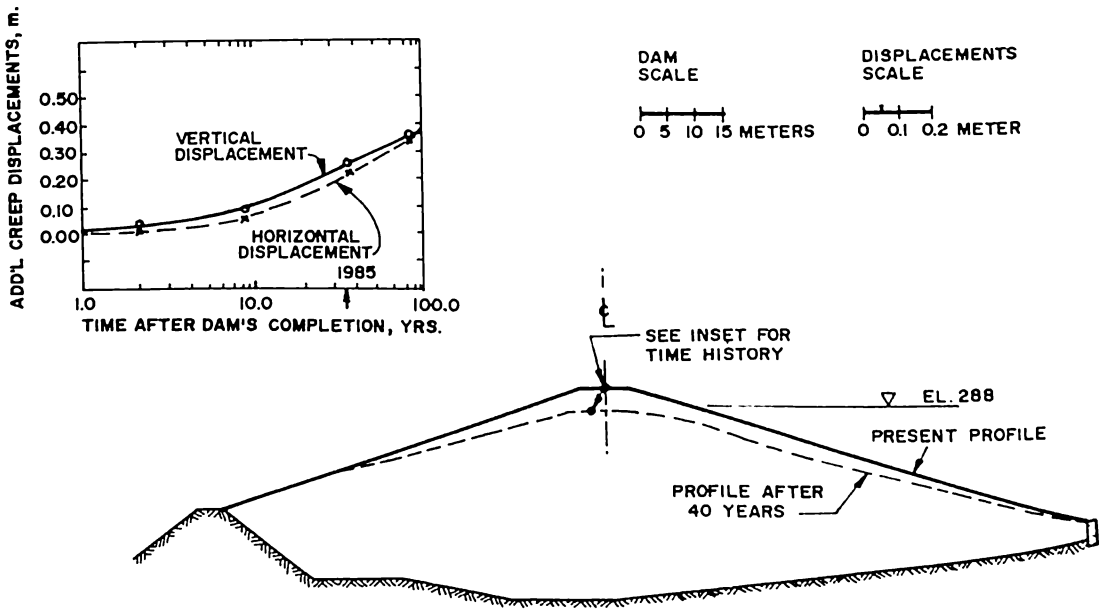 ADD'L CREEP DISPLACEMENTS, m.
0.50
0.40
0.30
0.20
0.10
0.00
VERTICAL
DISPLACEMENT
HORIZONTAL
DISPLACEMENT
1985
1.0 10.0 100.0
TIME AFTER DAM'S COMPLETION, YRS.
DAM
SCALE
0 5 10 15 METERS
DISPLACEMENTS
SCALE
0 0.1 0.2 METER
℄
SEE INSET FOR
TIME HISTORY
EL. 288
PRESENT PROFILE
PROFILE AFTER
40 YEARS